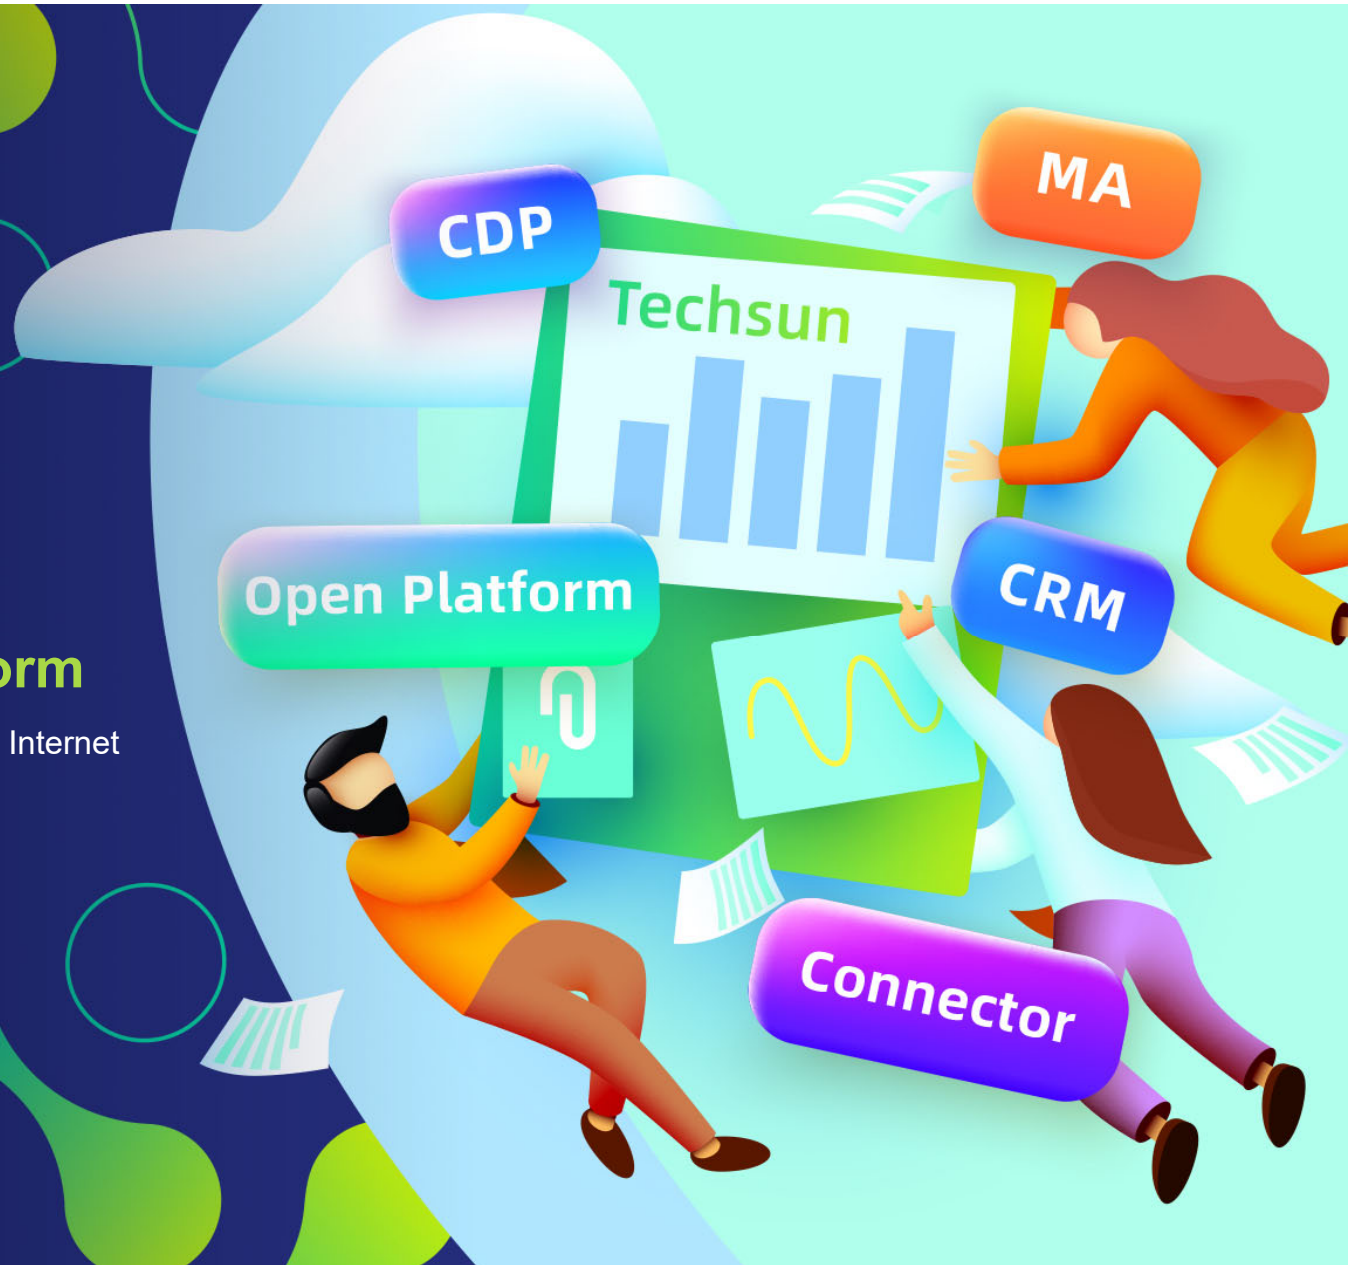 MA
CDP
Techsun
Open Platform
CRM
orm
Internet
Connector